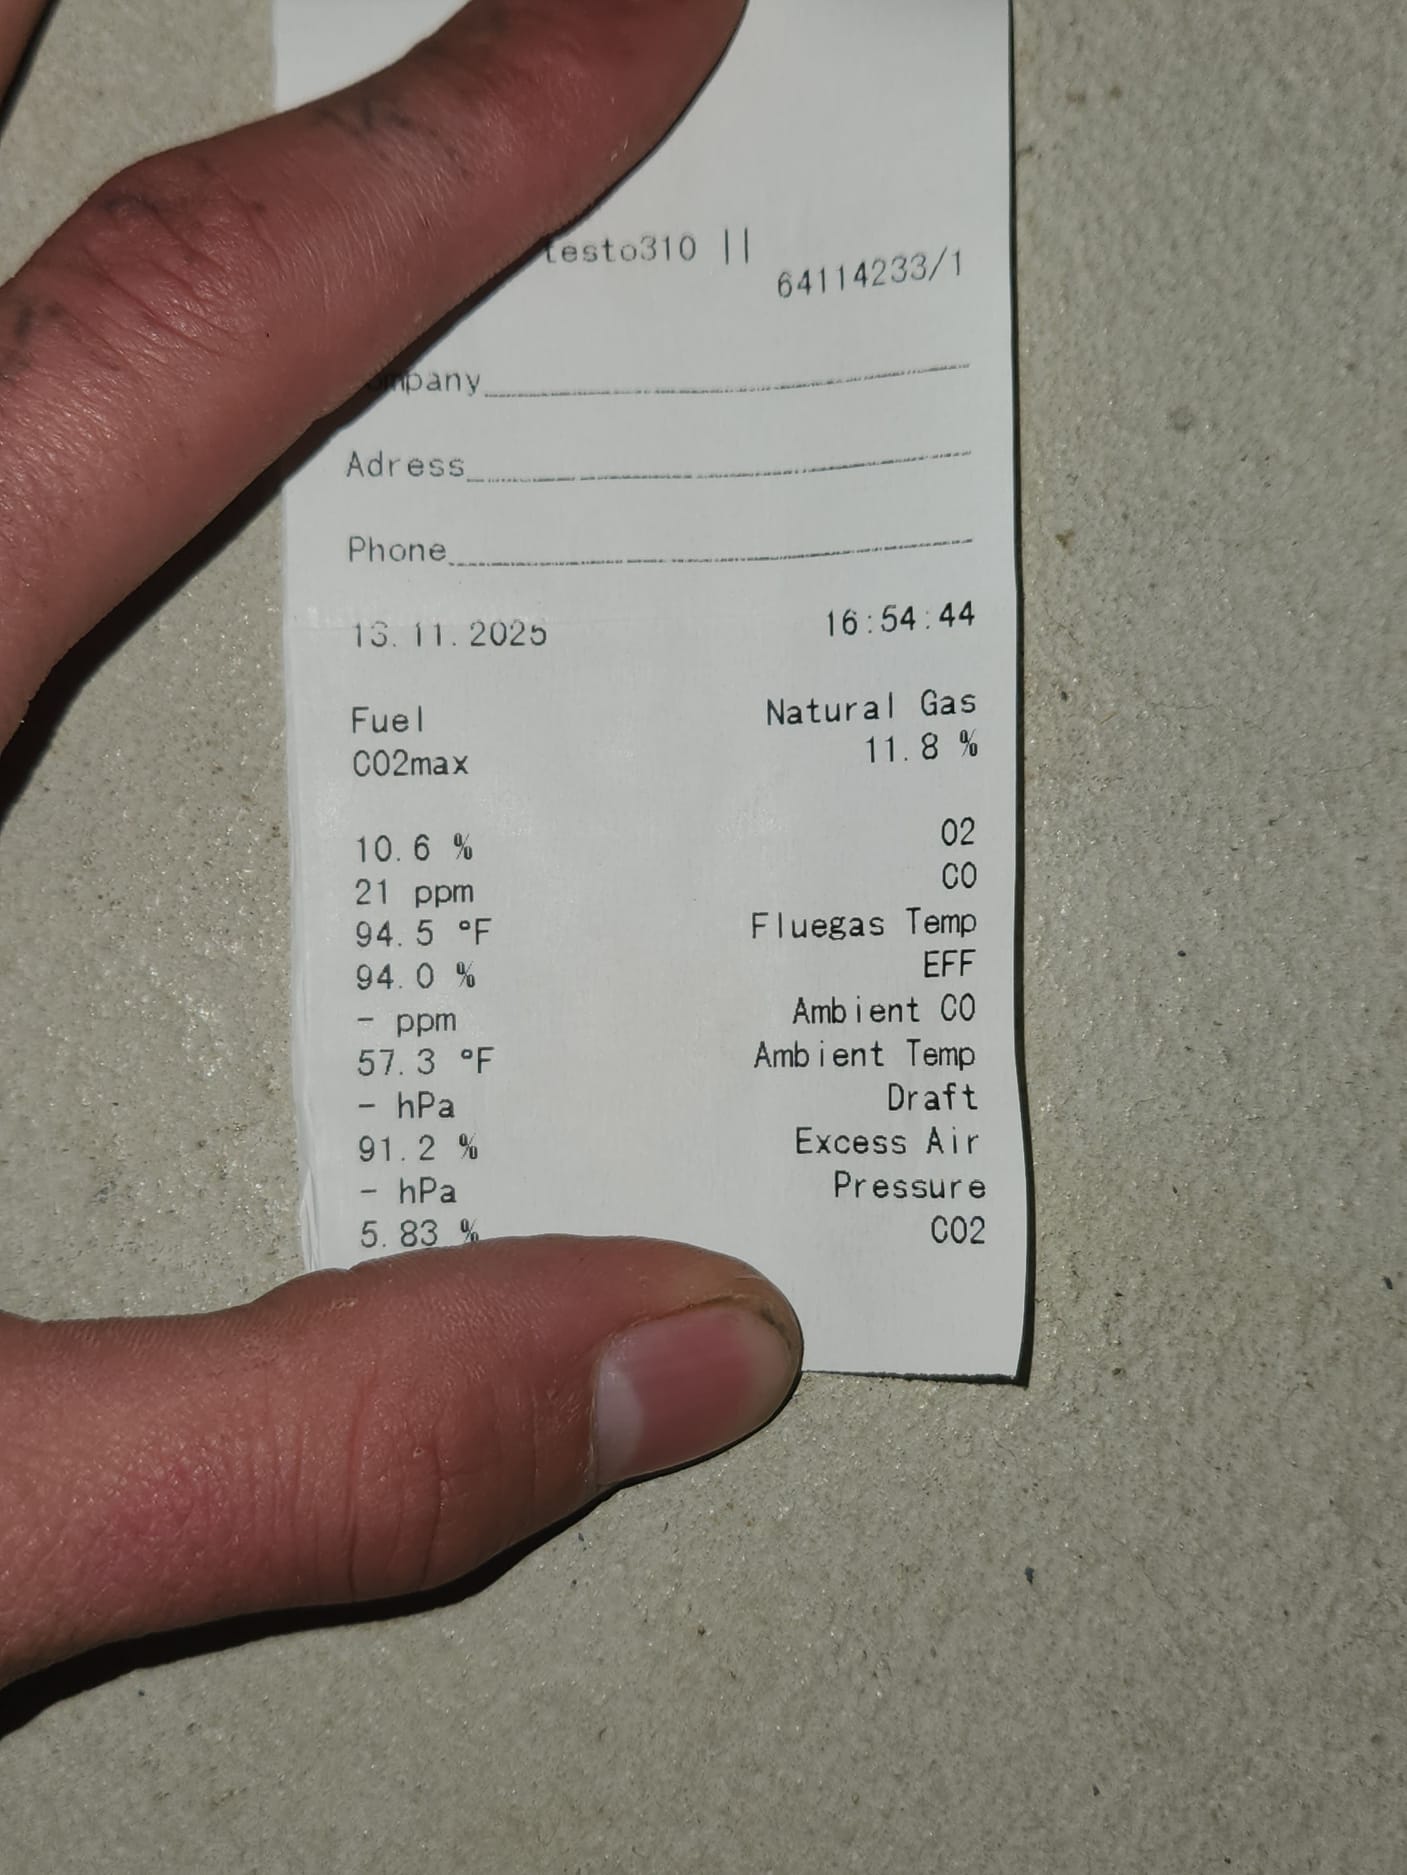 testo310 ||
64114233/1
Company
Adress
Phone
13.11.2025 16:54:44
Fuel Natural Gas
CO2max 11.8 %
10.6 % O2
21 ppm CO
94.5 °F Fluegas Temp
94.0 % EFF
- ppm Ambient CO
57.3 °F Ambient Temp
- hPa Draft
91.2 % Excess Air
- hPa Pressure
5.83 % CO2